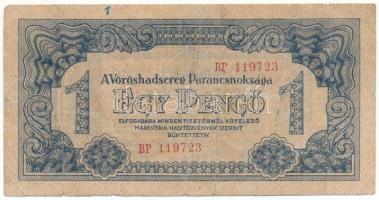 1
BP 119723
A Vöröshadsereg Parancsnoksága
1 EGY PENGŐ 1
ELFOGADÁSA MINDEN FIZETÉSNÉL KÖTELEZŐ
HAMISÍTÁSA HADITÖRVÉNYEK SZERINT
BÜNTETTETIK
BP 119723